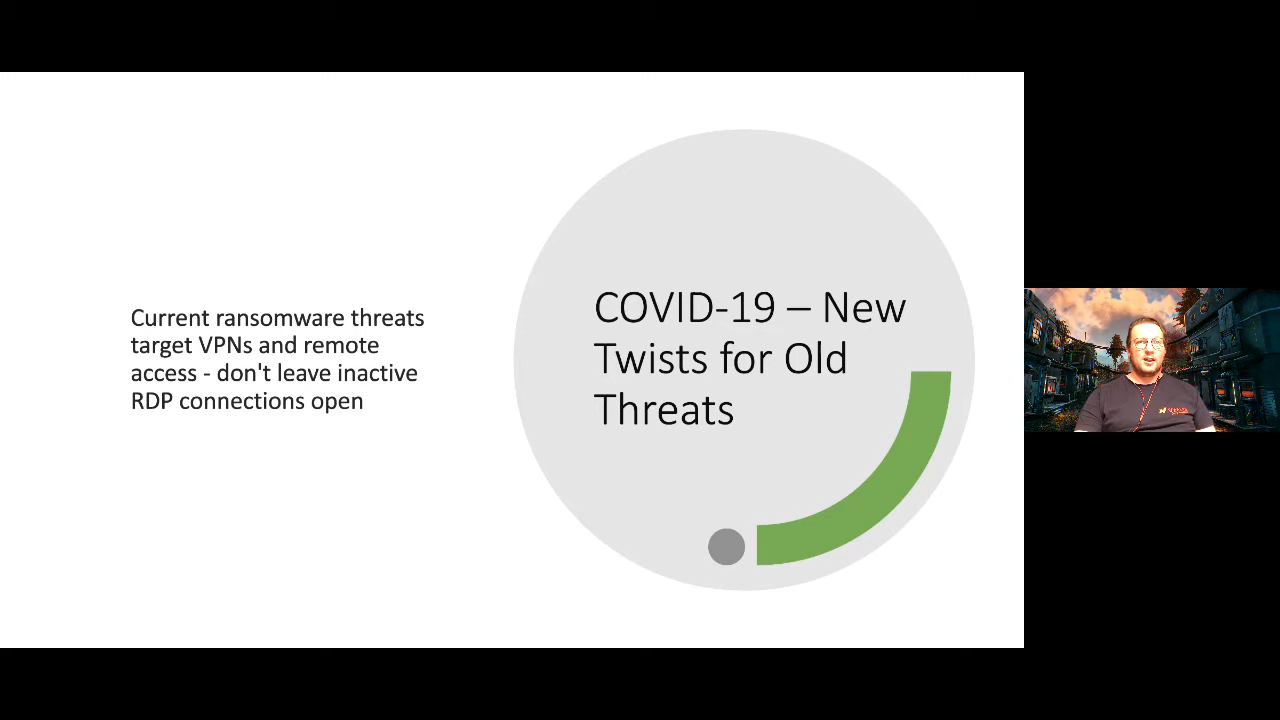 Current ransomware threats
target VPNs and remote
access - don't leave inactive
RDP connections open
COVID-19 – New
Twists for Old
Threats